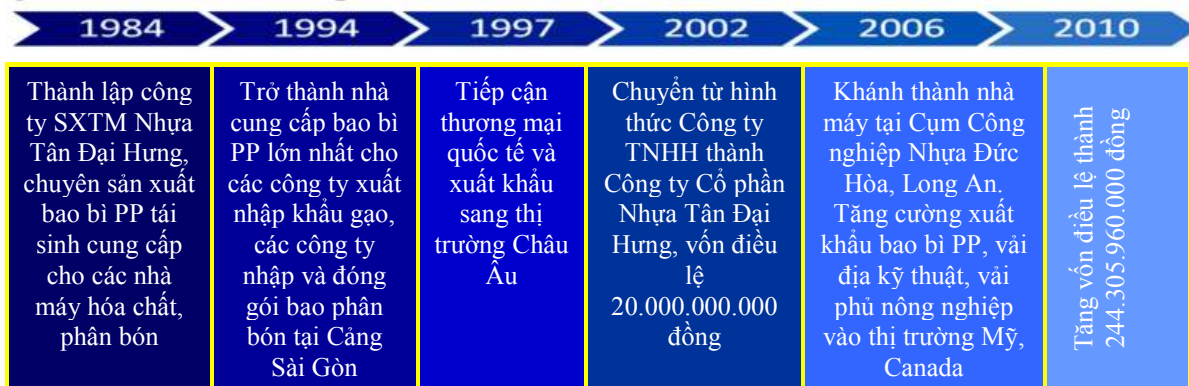 1984
1994
1997
2002
2006
2010
Thành lập công
ty SXTM Nhựa
Tân Đại Hưng,
chuyên sản xuất
bao bì PP tái
sinh cung cấp
cho các nhà
máy hóa chất,
phân bón
Trở thành nhà
cung cấp bao bì
PP lớn nhất cho
các công ty xuất
nhập khẩu gạo,
các công ty
nhập và đóng
gói bao phân
bón tại Cảng
Sài Gòn
Tiếp cận
thương mại
quốc tế và
xuất khẩu
sang thị
trường Châu
Âu
Chuyển từ hình
thức Công ty
TNHH thành
Công ty Cổ phần
Nhựa Tân Đại
Hưng, vốn điều
lệ
20.000.000.000
đồng
Khánh thành nhà
máy tại Cụm Công
nghiệp Nhựa Đức
Hòa, Long An.
Tăng cường xuất
khẩu bao bì PP, vải
địa kỹ thuật, vải
phủ nông nghiệp
vào thị trường Mỹ,
Canada
Tăng vốn điều lệ thành
244.305.960.000 đồng